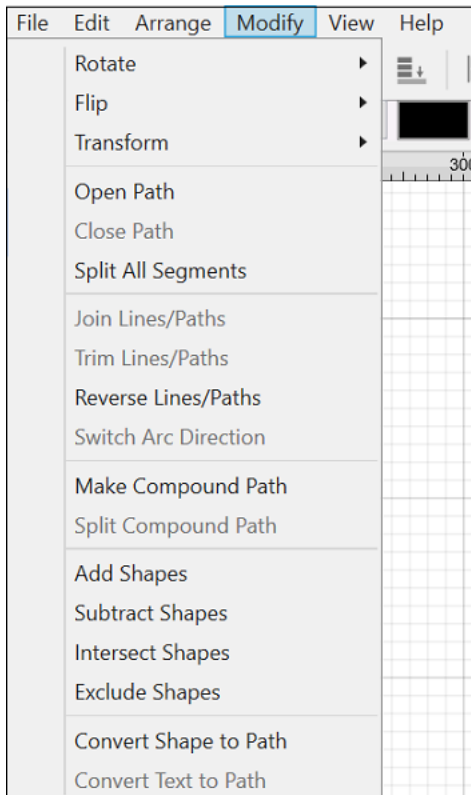 File Edit Arrange Modify View Help
Rotate
Flip
Transform
Open Path
Close Path
Split All Segments
Join Lines/Paths
Trim Lines/Paths
Reverse Lines/Paths
Switch Arc Direction
Make Compound Path
Split Compound Path
Add Shapes
Subtract Shapes
Intersect Shapes
Exclude Shapes
Convert Shape to Path
Convert Text to Path